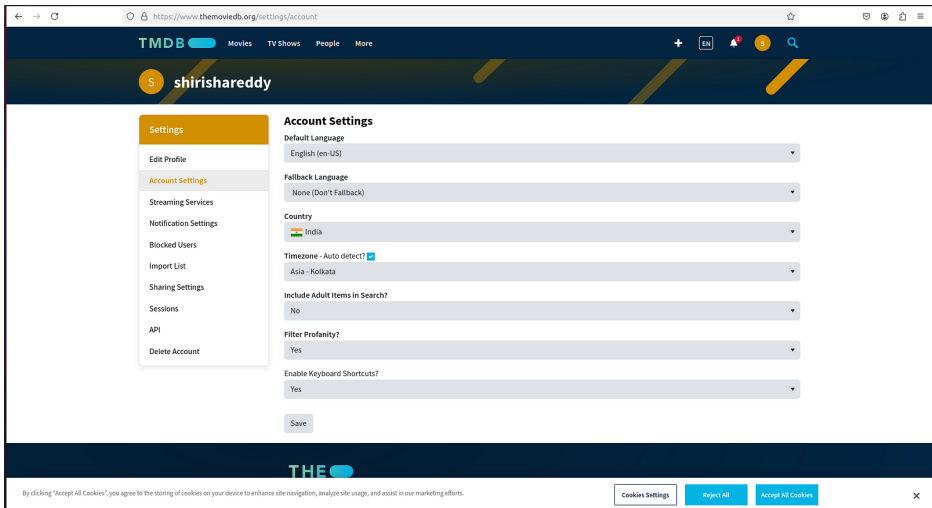 https://www.themoviedb.org/settings/account
TMDB Movies TV Shows People More EN 1 S
S shirishareddy
Settings
Edit Profile
Account Settings
Streaming Services
Notification Settings
Blocked Users
Import List
Sharing Settings
Sessions
API
Delete Account
Account Settings
Default Language
English (en-US)
Fallback Language
None (Don't Fallback)
Country
India
Timezone - Auto detect?
Asia - Kolkata
Include Adult Items in Search?
No
Filter Profanity?
Yes
Enable Keyboard Shortcuts?
Yes
Save
THE
By clicking "Accept All Cookies", you agree to the storing of cookies on your device to enhance site navigation, analyze site usage, and assist in our marketing efforts.
Cookies Settings Reject All Accept All Cookies